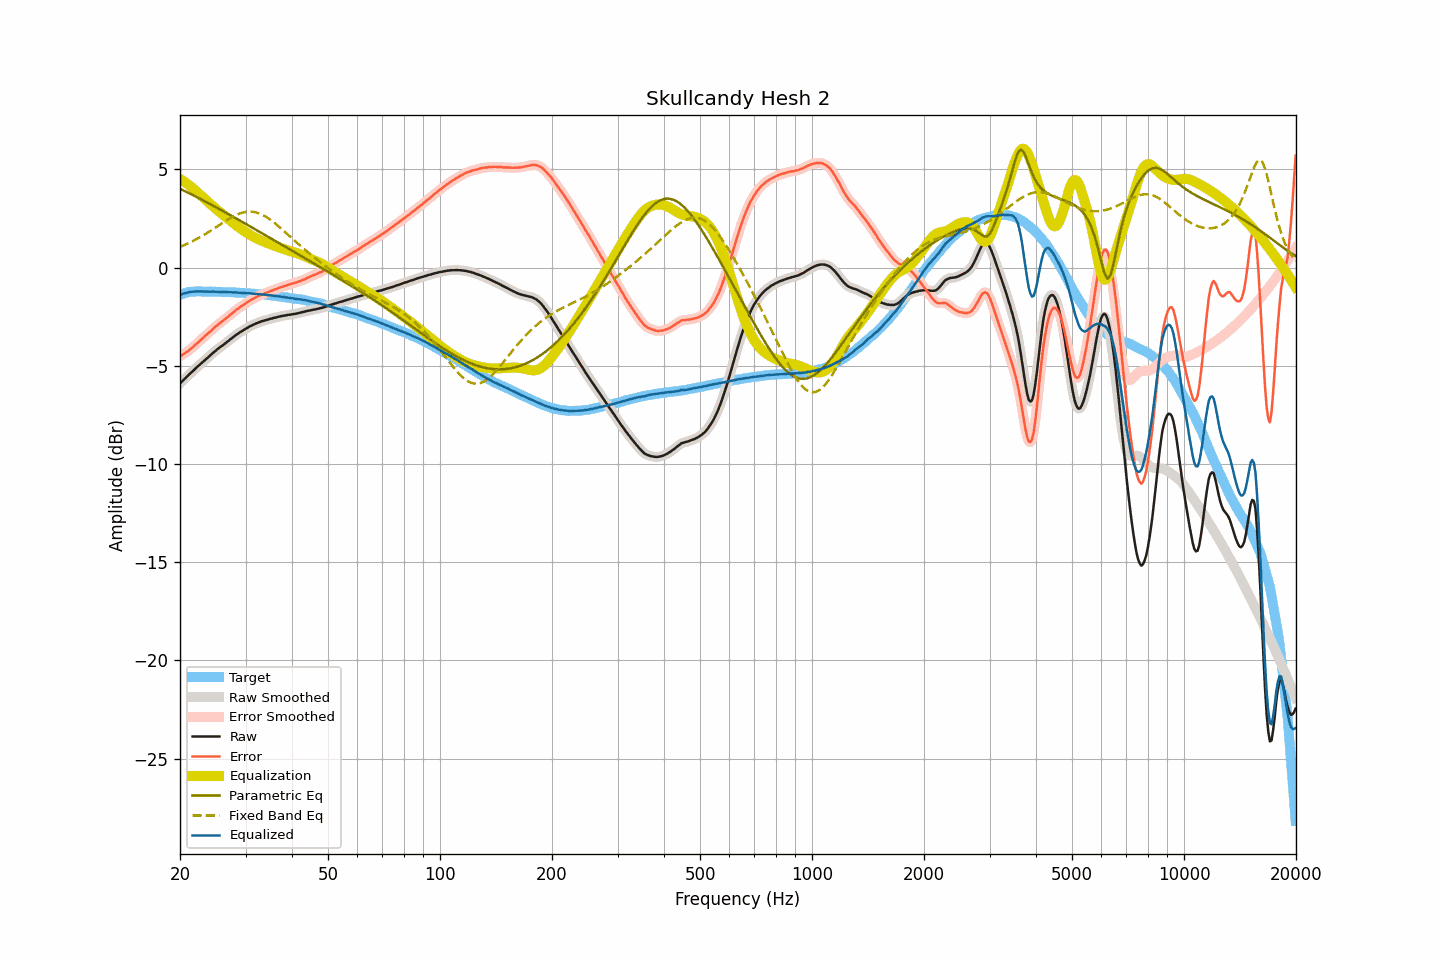 Skullcandy Hesh 2
5
0
−5
−10
−15
−20
−25
Amplitude (dBr)
Target
Raw Smoothed
Error Smoothed
Raw
Error
Equalization
Parametric Eq
Fixed Band Eq
Equalized
20 50 100 200 500 1000 2000 5000 10000 20000
Frequency (Hz)